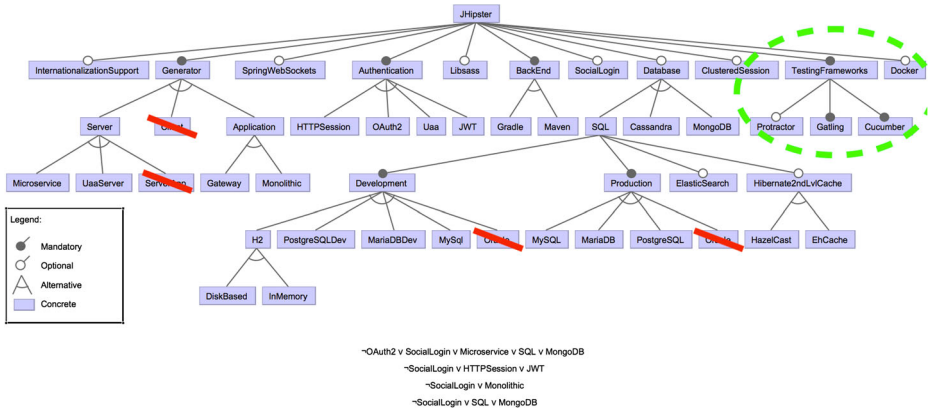 JHipster
InternationalizationSupport Generator SpringWebSockets Authentication Libsass BackEnd SocialLogin Database ClusteredSession TestingFrameworks Docker
Server Application HTTPSession OAuth2 Uaa JWT Gradle Maven SQL Cassandra MongoDB Protractor Gatling Cucumber
Microservice UaaServer Gateway Monolithic Development Production ElasticSearch Hibernate2ndLvlCache
Legend:
Mandatory
Optional
Alternative
Concrete
H2 PostgreSQLDev MariaDBDev MySql MySQL MariaDB PostgreSQL HazelCast EhCache
DiskBased InMemory
¬OAuth2 v SocialLogin v Microservice v SQL v MongoDB
¬SocialLogin v HTTPSession v JWT
¬SocialLogin v Monolithic
¬SocialLogin v SQL v MongoDB